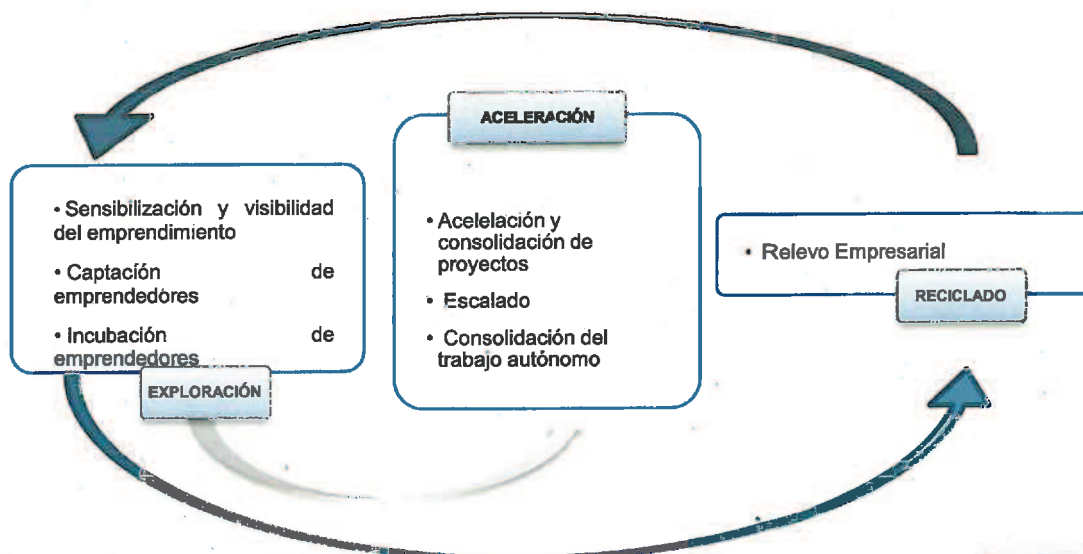 • Sensibilización y visibilidad
del emprendimiento
• Captación de
emprendedores
• Incubación de
emprendedores
EXPLORACIÓN
ACELERACIÓN
• Acelelación y
consolidación de
proyectos
• Escalado
• Consolidación del
trabajo autónomo
• Relevo Empresarial
RECICLADO